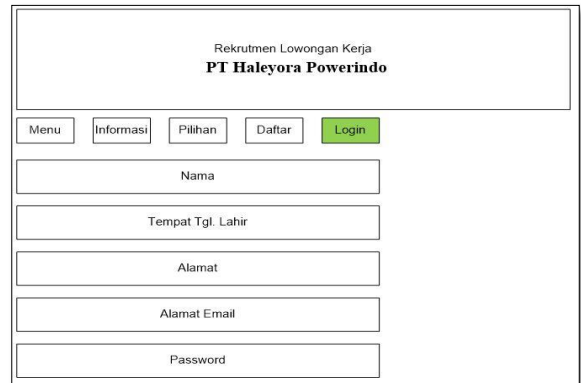 Rekrutmen Lowongan Kerja
PT Haleyora Powerindo
Menu Informasi Pilihan Daftar Login
Nama
Tempat Tgl. Lahir
Alamat
Alamat Email
Password